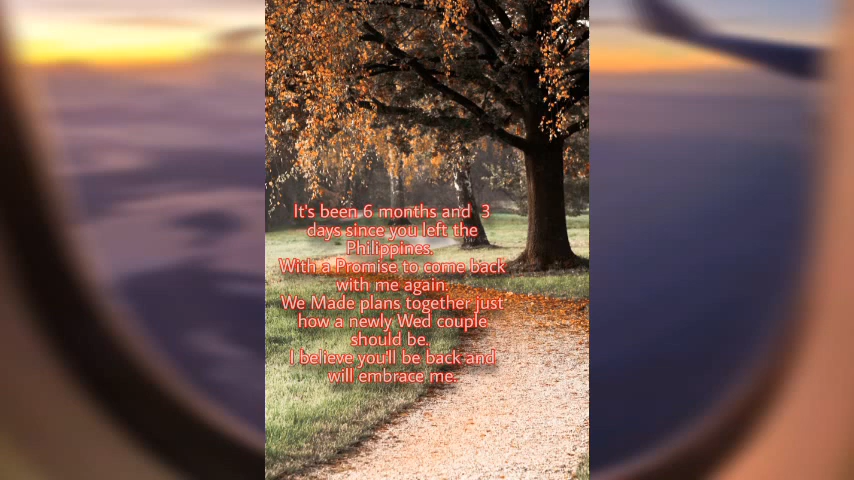 It's been 6 months and 3
days since you left the
Philippines.
With a Promise to come back
with me again.
We Made plans together just
how a newly Wed couple
should be.
I believe you'll be back and
will embrace me.